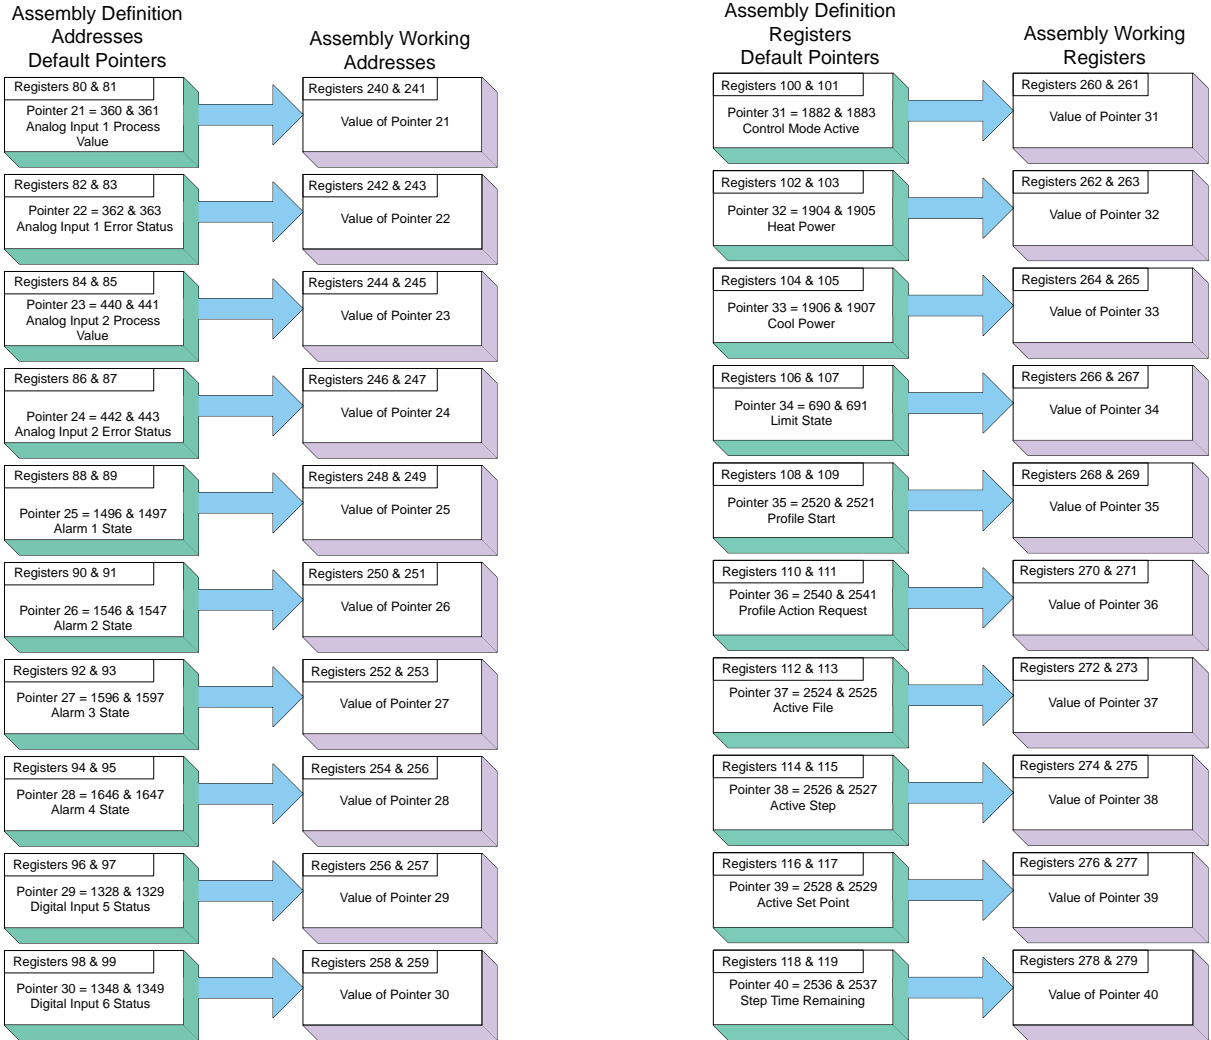 Assembly Definition
Addresses
Default Pointers
Assembly Working
Addresses
Registers 80 & 81
Pointer 21 = 360 & 361
Analog Input 1 Process
Value
Registers 240 & 241
Value of Pointer 21
Registers 82 & 83
Pointer 22 = 362 & 363
Analog Input 1 Error Status
Registers 242 & 243
Value of Pointer 22
Registers 84 & 85
Pointer 23 = 440 & 441
Analog Input 2 Process
Value
Registers 244 & 245
Value of Pointer 23
Registers 86 & 87
Pointer 24 = 442 & 443
Analog Input 2 Error Status
Registers 246 & 247
Value of Pointer 24
Registers 88 & 89
Pointer 25 = 1496 & 1497
Alarm 1 State
Registers 248 & 249
Value of Pointer 25
Registers 90 & 91
Pointer 26 = 1546 & 1547
Alarm 2 State
Registers 250 & 251
Value of Pointer 26
Registers 92 & 93
Pointer 27 = 1596 & 1597
Alarm 3 State
Registers 252 & 253
Value of Pointer 27
Registers 94 & 95
Pointer 28 = 1646 & 1647
Alarm 4 State
Registers 254 & 256
Value of Pointer 28
Registers 96 & 97
Pointer 29 = 1328 & 1329
Digital Input 5 Status
Registers 256 & 257
Value of Pointer 29
Registers 98 & 99
Pointer 30 = 1348 & 1349
Digital Input 6 Status
Registers 258 & 259
Value of Pointer 30
Assembly Definition
Registers
Default Pointers
Assembly Working
Registers
Registers 100 & 101
Pointer 31 = 1882 & 1883
Control Mode Active
Registers 260 & 261
Value of Pointer 31
Registers 102 & 103
Pointer 32 = 1904 & 1905
Heat Power
Registers 262 & 263
Value of Pointer 32
Registers 104 & 105
Pointer 33 = 1906 & 1907
Cool Power
Registers 264 & 265
Value of Pointer 33
Registers 106 & 107
Pointer 34 = 690 & 691
Limit State
Registers 266 & 267
Value of Pointer 34
Registers 108 & 109
Pointer 35 = 2520 & 2521
Profile Start
Registers 268 & 269
Value of Pointer 35
Registers 110 & 111
Pointer 36 = 2540 & 2541
Profile Action Request
Registers 270 & 271
Value of Pointer 36
Registers 112 & 113
Pointer 37 = 2524 & 2525
Active File
Registers 272 & 273
Value of Pointer 37
Registers 114 & 115
Pointer 38 = 2526 & 2527
Active Step
Registers 274 & 275
Value of Pointer 38
Registers 116 & 117
Pointer 39 = 2528 & 2529
Active Set Point
Registers 276 & 277
Value of Pointer 39
Registers 118 & 119
Pointer 40 = 2536 & 2537
Step Time Remaining
Registers 278 & 279
Value of Pointer 40